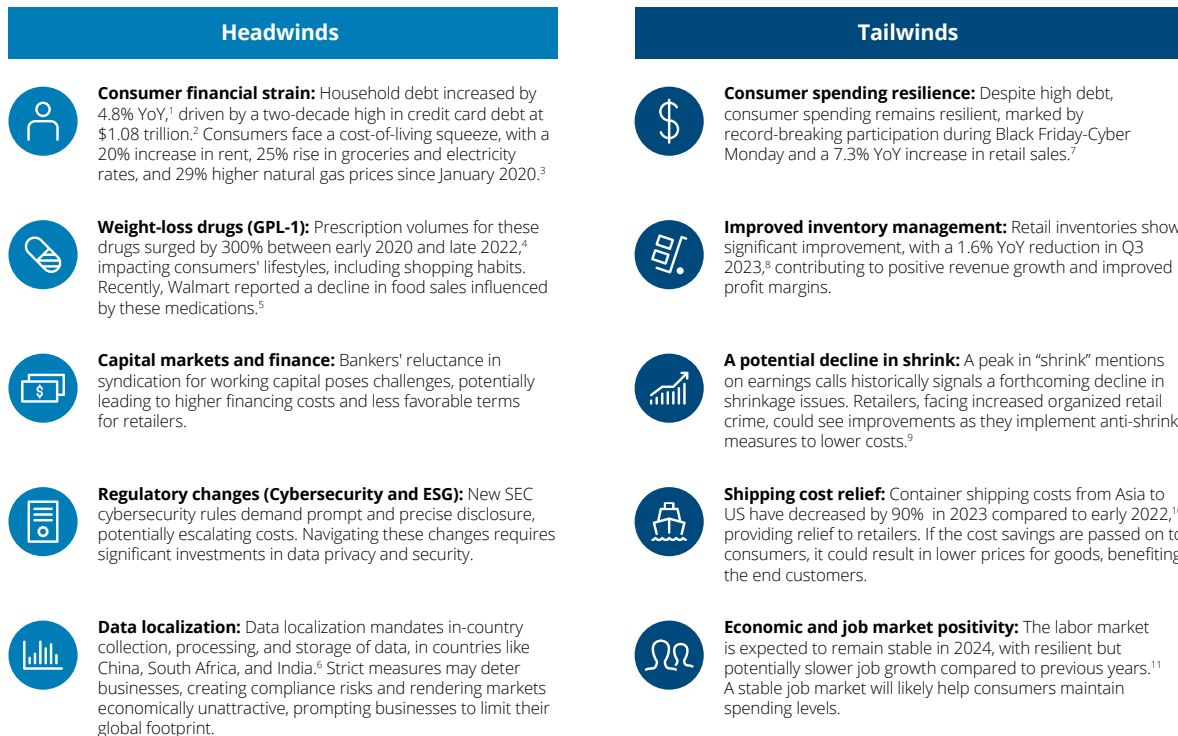 Headwinds
Consumer financial strain: Household debt increased by
4.8% YoY,¹ driven by a two-decade high in credit card debt at
$1.08 trillion.² Consumers face a cost-of-living squeeze, with a
20% increase in rent, 25% rise in groceries and electricity
rates, and 29% higher natural gas prices since January 2020.³
Weight-loss drugs (GPL-1): Prescription volumes for these
drugs surged by 300% between early 2020 and late 2022,⁴
impacting consumers' lifestyles, including shopping habits.
Recently, Walmart reported a decline in food sales influenced
by these medications.⁵
Capital markets and finance: Bankers' reluctance in
syndication for working capital poses challenges, potentially
leading to higher financing costs and less favorable terms
for retailers.
Regulatory changes (Cybersecurity and ESG): New SEC
cybersecurity rules demand prompt and precise disclosure,
potentially escalating costs. Navigating these changes requires
significant investments in data privacy and security.
Data localization: Data localization mandates in-country
collection, processing, and storage of data, in countries like
China, South Africa, and India.⁶ Strict measures may deter
businesses, creating compliance risks and rendering markets
economically unattractive, prompting businesses to limit their
global footprint.
Tailwinds
Consumer spending resilience: Despite high debt,
consumer spending remains resilient, marked by
record-breaking participation during Black Friday-Cyber
Monday and a 7.3% YoY increase in retail sales.⁷
Improved inventory management: Retail inventories show
significant improvement, with a 1.6% YoY reduction in Q3
2023,⁸ contributing to positive revenue growth and improved
profit margins.
A potential decline in shrink: A peak in “shrink” mentions
on earnings calls historically signals a forthcoming decline in
shrinkage issues. Retailers, facing increased organized retail
crime, could see improvements as they implement anti-shrink
measures to lower costs.⁹
Shipping cost relief: Container shipping costs from Asia to
US have decreased by 90% in 2023 compared to early 2022,¹⁰
providing relief to retailers. If the cost savings are passed on to
consumers, it could result in lower prices for goods, benefiting
the end customers.
Economic and job market positivity: The labor market
is expected to remain stable in 2024, with resilient but
potentially slower job growth compared to previous years.¹¹
A stable job market will likely help consumers maintain
spending levels.